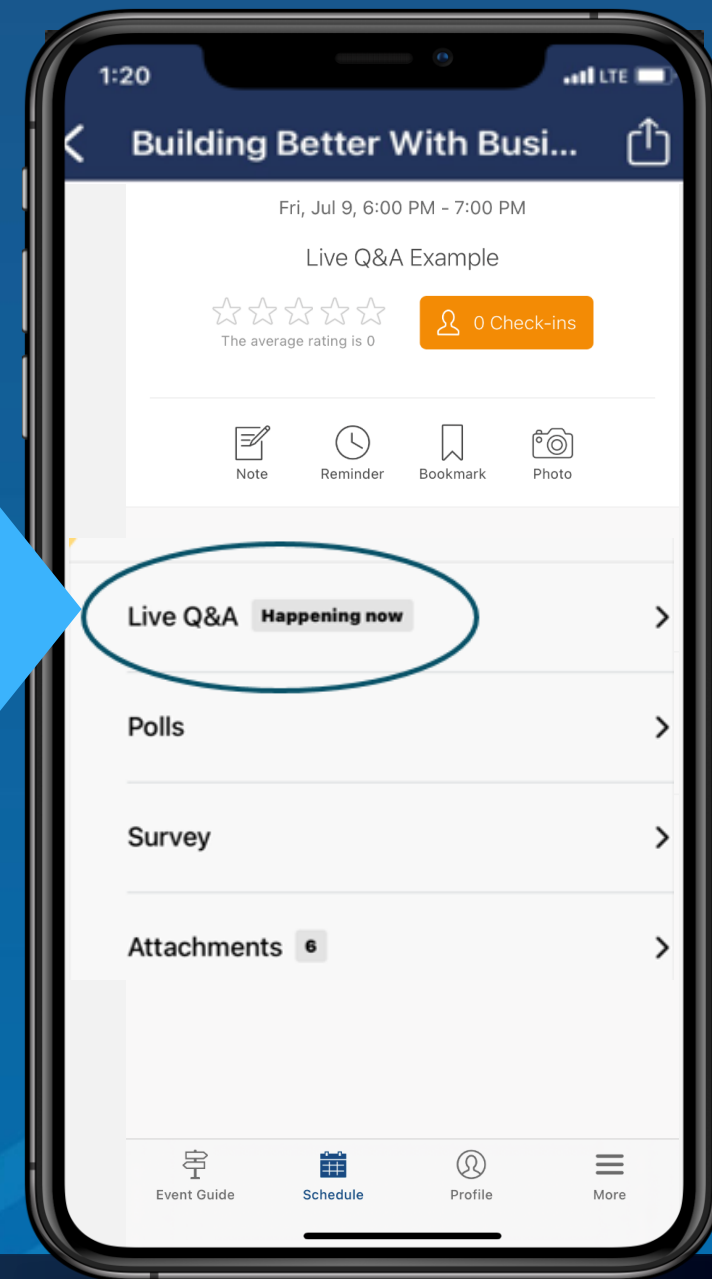 1:20
LTE
Building Better With Busi...
Fri, Jul 9, 6:00 PM - 7:00 PM
Live Q&A Example
The average rating is 0
0 Check-ins
Note Reminder Bookmark Photo
Live Q&A Happening now
Polls
Survey
Attachments 6
Event Guide Schedule Profile More